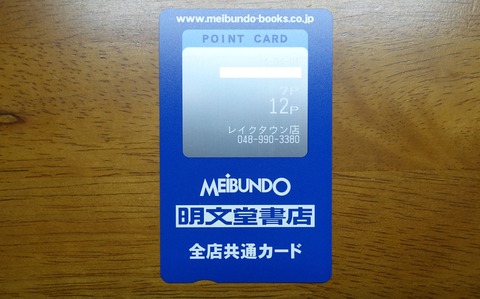 www.meibundo-books.co.jp
POINT CARD
12P
レイクタウン店
048-990-3380
MEIBUNDO
明文堂書店
全店共通カード